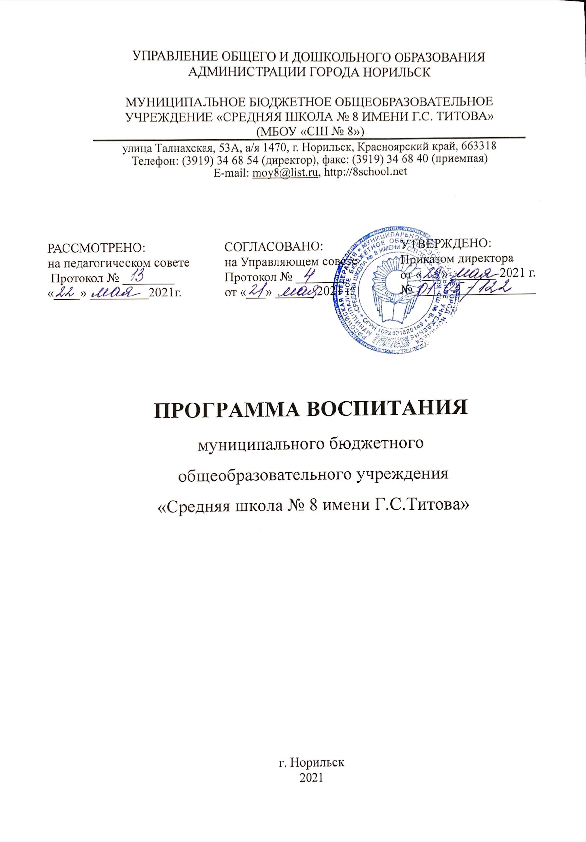 УПРАВЛЕНИЕ ОБЩЕГО И ДОШКОЛЬНОГО ОБРАЗОВАНИЯ
АДМИНИСТРАЦИИ ГОРОДА НОРИЛЬСК
МУНИЦИПАЛЬНОЕ БЮДЖЕТНОЕ ОБЩЕОБРАЗОВАТЕЛЬНОЕ
УЧРЕЖДЕНИЕ «СРЕДНЯЯ ШКОЛА № 8 ИМЕНИ Г.С. ТИТОВА»
(МБОУ «СШ № 8»)
улица Талнахская, 53А, а/я 1470, г. Норильск, Красноярский край, 663318
Телефон: (3919) 34 68 54 (директор), факс: (3919) 34 68 40 (приемная)
E-mail: moy8@list.ru, http://8school.net
РАССМОТРЕНО:
на педагогическом совете
Протокол № 13
«22» мая 2021г.
СОГЛАСОВАНО:
на Управляющем совете
Протокол № 4
от «21» мая 2021
УТВЕРЖДЕНО:
Приказом директора
от «28» мая 2021 г.
№
ПРОГРАММА ВОСПИТАНИЯ
муниципального бюджетного
общеобразовательного учреждения
«Средняя школа № 8 имени Г.С.Титова»
г. Норильск
2021